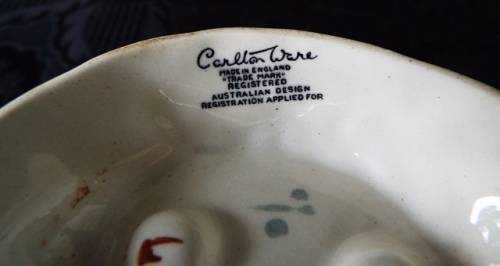 Carlton Ware
MADE IN ENGLAND
"TRADE MARK"
REGISTERED
AUSTRALIAN DESIGN
REGISTRATION APPLIED FOR